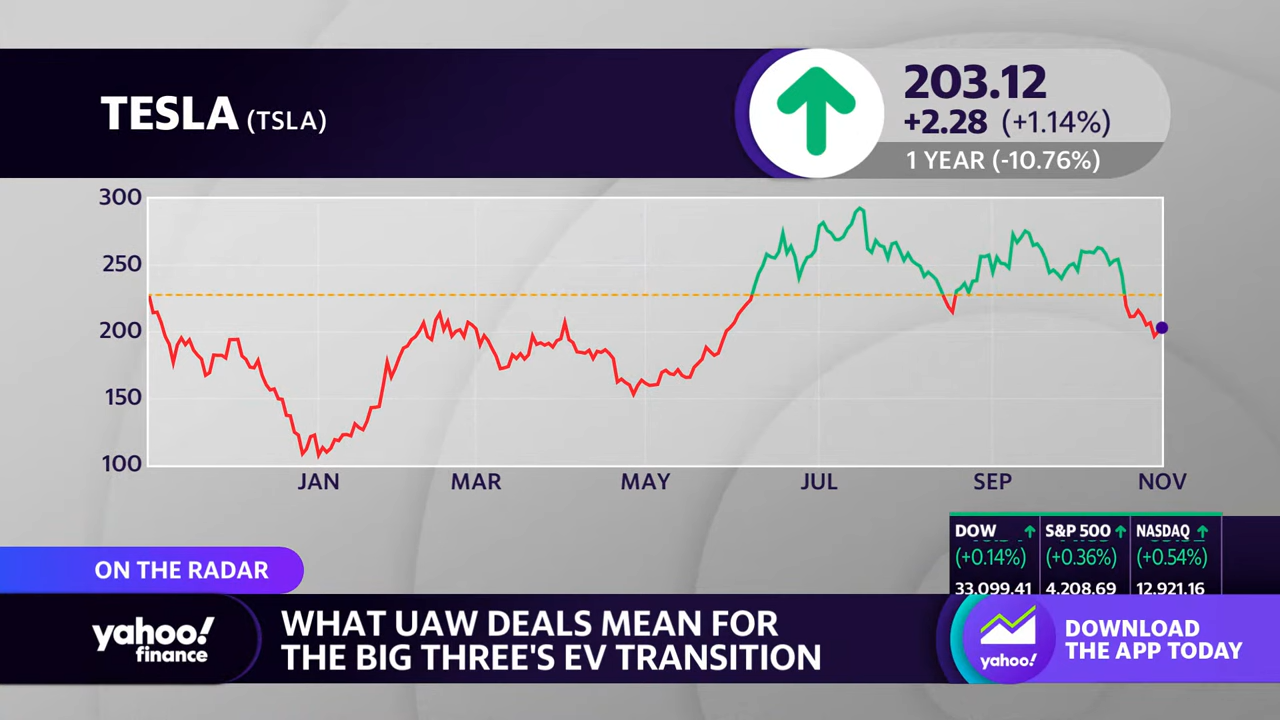 TESLA (TSLA)
203.12
+2.28 (+1.14%)
1 YEAR (-10.76%)
300
250
200
150
100
JAN MAR MAY JUL SEP NOV
DOW S&P 500 NASDAQ
(+0.14%) (+0.36%) (+0.54%)
33,099.41 4,208.69 12,921.16
ON THE RADAR
yahoo!
finance
WHAT UAW DEALS MEAN FOR
THE BIG THREE'S EV TRANSITION
yahoo!
DOWNLOAD
THE APP TODAY